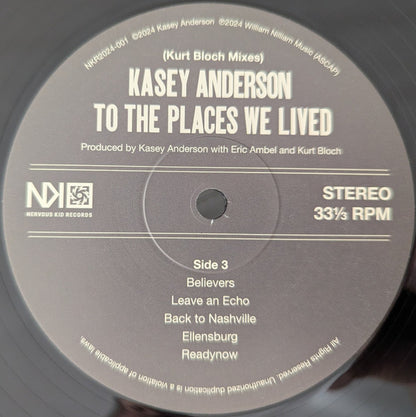 NKR2024-001 ©2024 Kasey Anderson ℗2024 William Nilliam Music (ASCAP)
(Kurt Bloch Mixes)
KASEY ANDERSON
TO THE PLACES WE LIVED
Produced by Kasey Anderson with Eric Ambel and Kurt Bloch
NK
NERVOUS KID RECORDS
STEREO
33⅓ RPM
Side 3
Believers
Leave an Echo
Back to Nashville
Ellensburg
Readynow
All Rights Reserved. Unauthorized duplication is a violation of applicable laws.